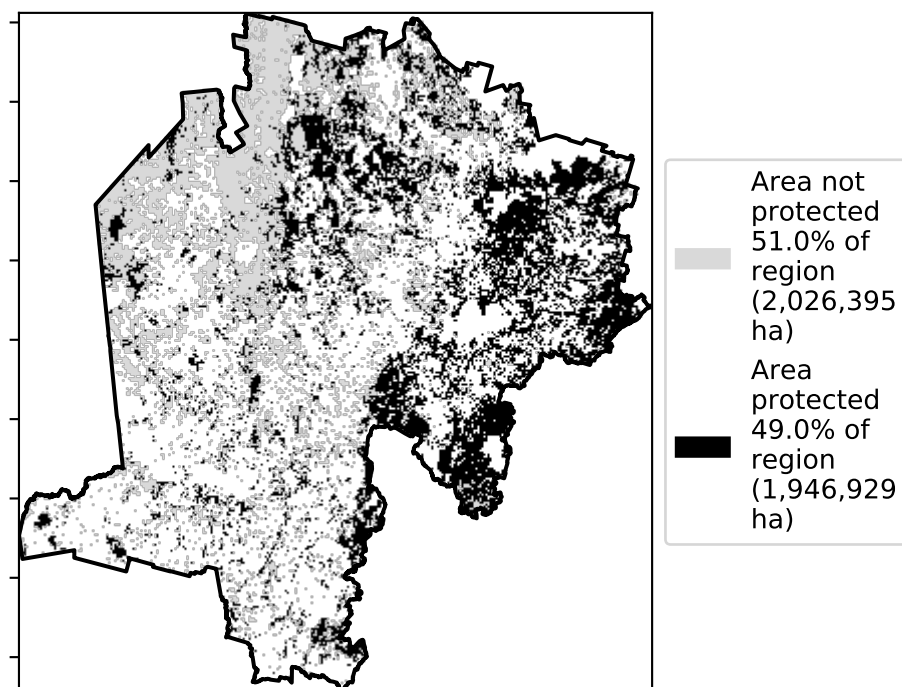 Area not
protected
51.0% of
region
(2,026,395
ha)
Area
protected
49.0% of
region
(1,946,929
ha)